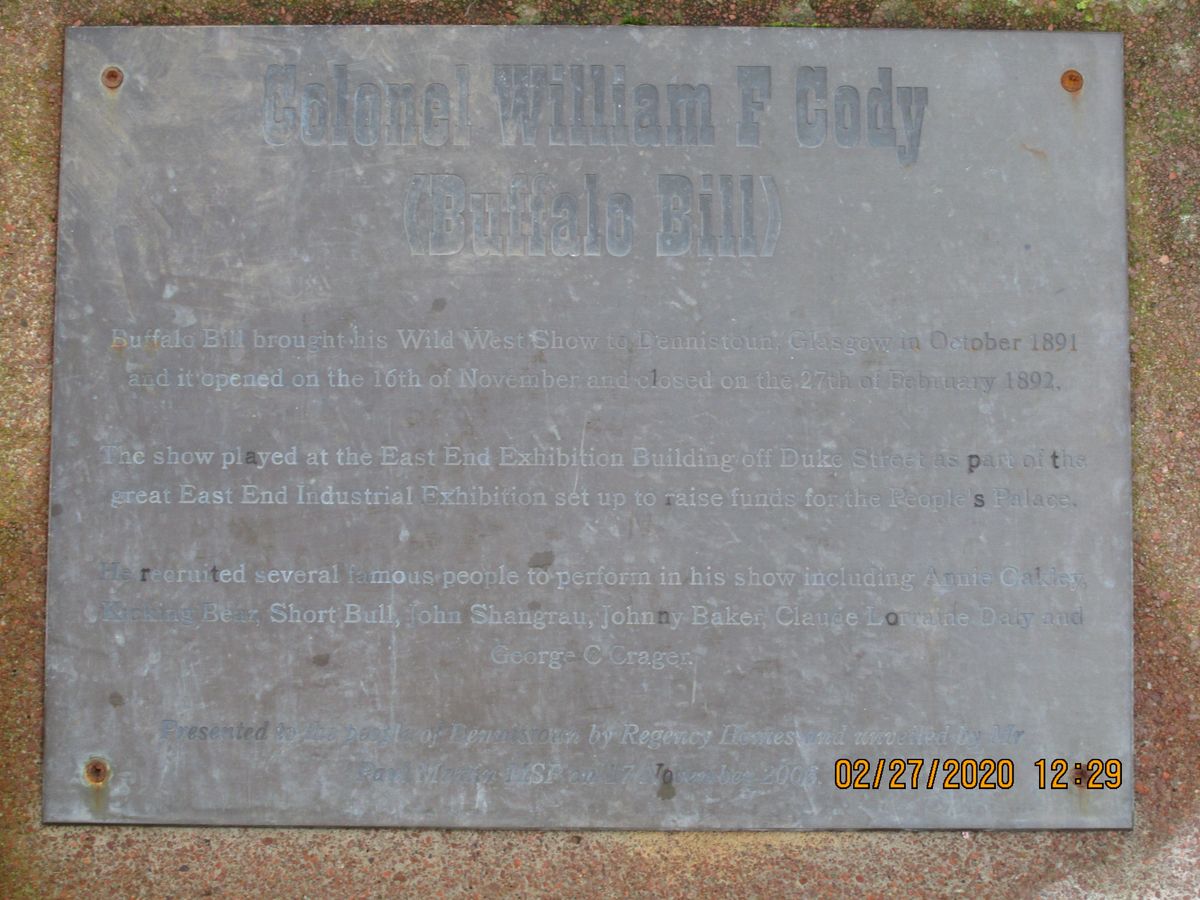 Colonel William F Cody
(Buffalo Bill)
Buffalo Bill brought his Wild West Show to Dennistoun, Glasgow in October 1891
and it opened on the 16th of November and closed on the 27th of February 1892.
The show played at the East End Exhibition Building off Duke Street as part of the
great East End Industrial Exhibition set up to raise funds for the People's Palace.
He recruited several famous people to perform in his show including Annie Oakley,
Kicking Bear, Short Bull, John Shangrau, Johnny Baker, Claude Lorraine Daly and
George C Crager.
Presented to the people of Dennistoun by Regency Homes and unveiled by Mr
Paul Martin MSP on 17 November 2006.
02/27/2020 12:29